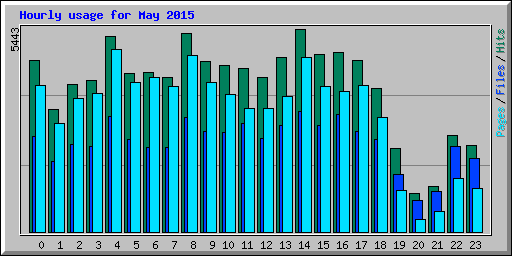 Hourly usage for May 2015
5443
Pages/Files/Hits
0 1 2 3 4 5 6 7 8 9 10 11 12 13 14 15 16 17 18 19 20 21 22 23